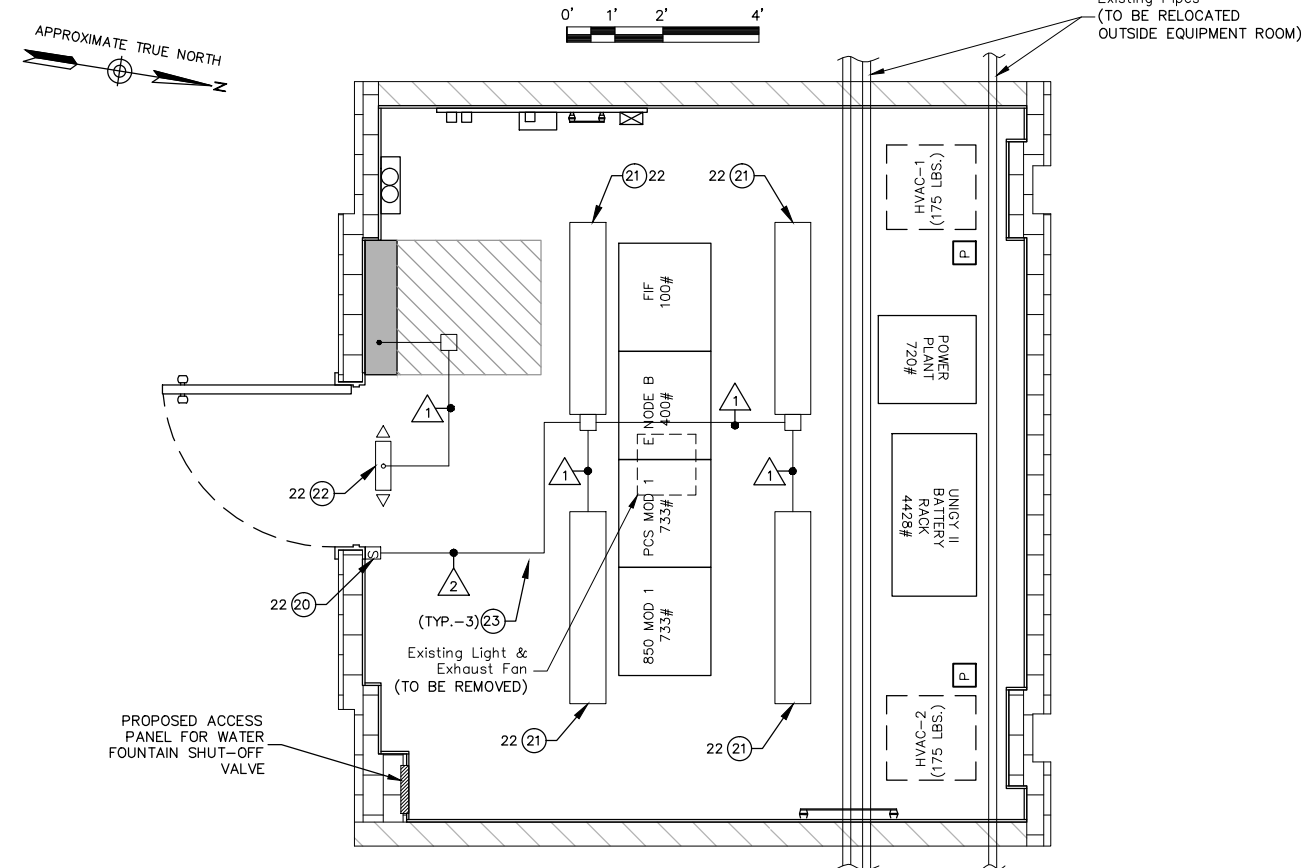 Existing Pipes
(TO BE RELOCATED
OUTSIDE EQUIPMENT ROOM)
0' 1' 2' 4'
APPROXIMATE TRUE NORTH
N
21 22
22 21
HVAC-1
(175 LBS.)
P
FIF
100#
POWER
PLANT
720#
E NODE B
400#
1
1
1
1
22 22
PCS MOD 1
733#
UNIGY II
BATTERY
RACK
4428#
S
2
22 20
(TYP.-3) 23
850 MOD 1
733#
Existing Light &
Exhaust Fan
(TO BE REMOVED)
P
HVAC-2
(175 LBS.)
22 21
22 21
PROPOSED ACCESS
PANEL FOR WATER
FOUNTAIN SHUT-OFF
VALVE